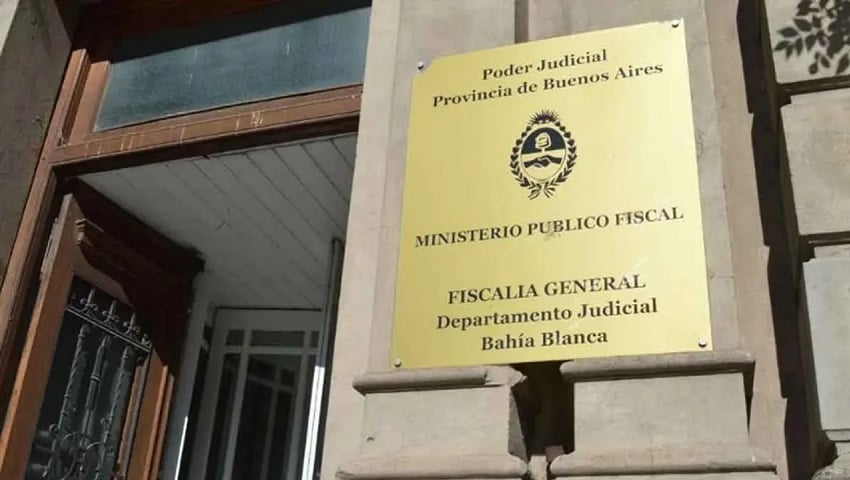 Poder Judicial
Provincia de Buenos Aires
MINISTERIO PUBLICO FISCAL
FISCALIA GENERAL
Departamento Judicial
Bahía Blanca